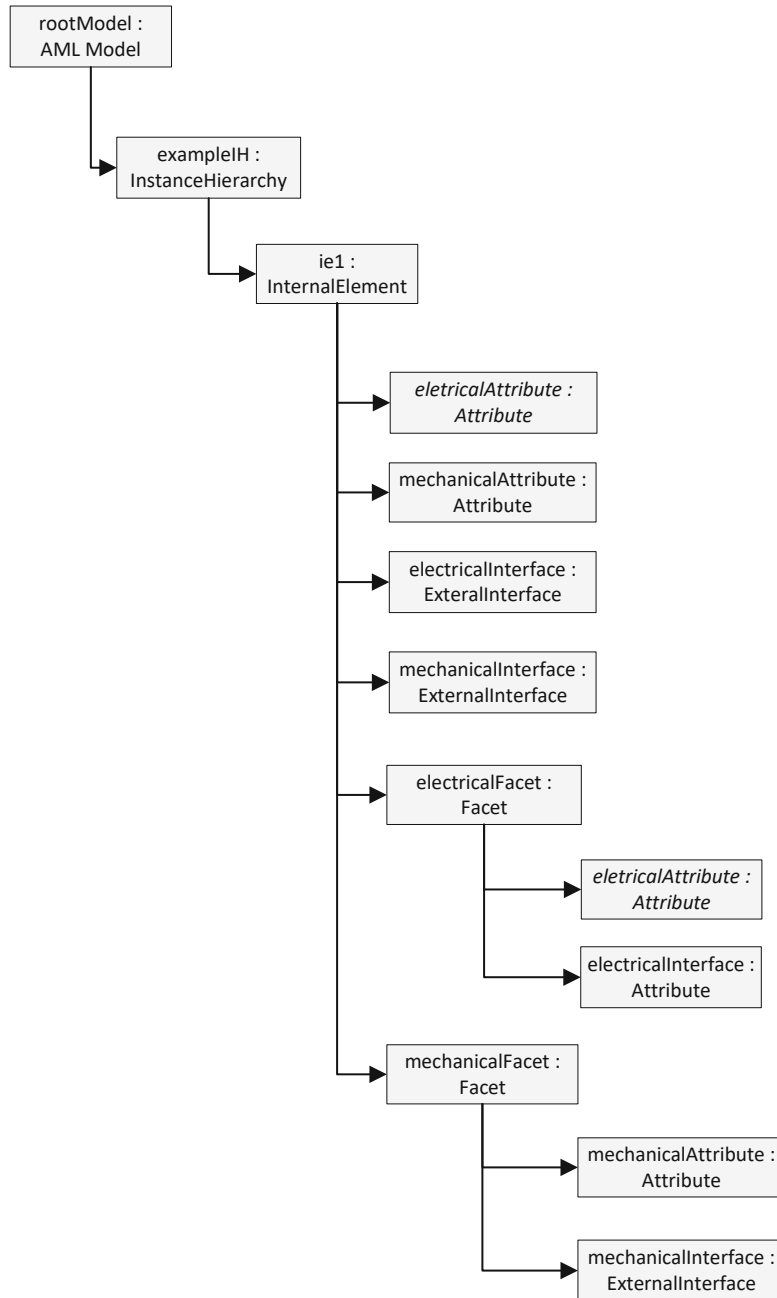 rootModel :
AML Model
exampleIH :
InstanceHierarchy
ie1 :
InternalElement
eletricalAttribute :
Attribute
mechanicalAttribute :
Attribute
electricalInterface :
ExteralInterface
mechanicalInterface :
ExternalInterface
electricalFacet :
Facet
eletricalAttribute :
Attribute
electricalInterface :
Attribute
mechanicalFacet :
Facet
mechanicalAttribute :
Attribute
mechanicalInterface :
ExternalInterface